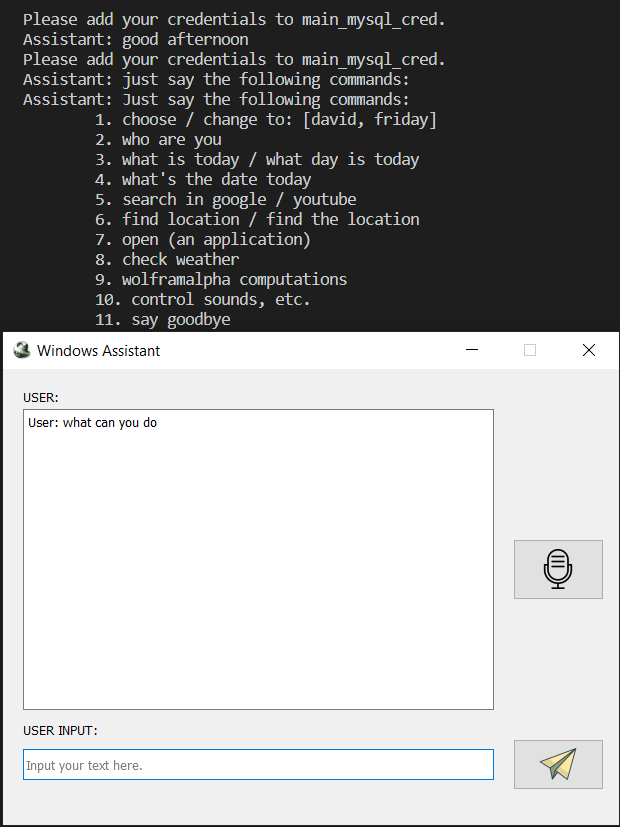 Please add your credentials to main_mysql_cred.
Assistant: good afternoon
Please add your credentials to main_mysql_cred.
Assistant: just say the following commands:
Assistant: Just say the following commands:
1. choose / change to: [david, friday]
2. who are you
3. what is today / what day is today
4. what's the date today
5. search in google / youtube
6. find location / find the location
7. open (an application)
8. check weather
9. wolframalpha computations
10. control sounds, etc.
11. say goodbye
Windows Assistant
USER:
User: what can you do
USER INPUT:
Input your text here.